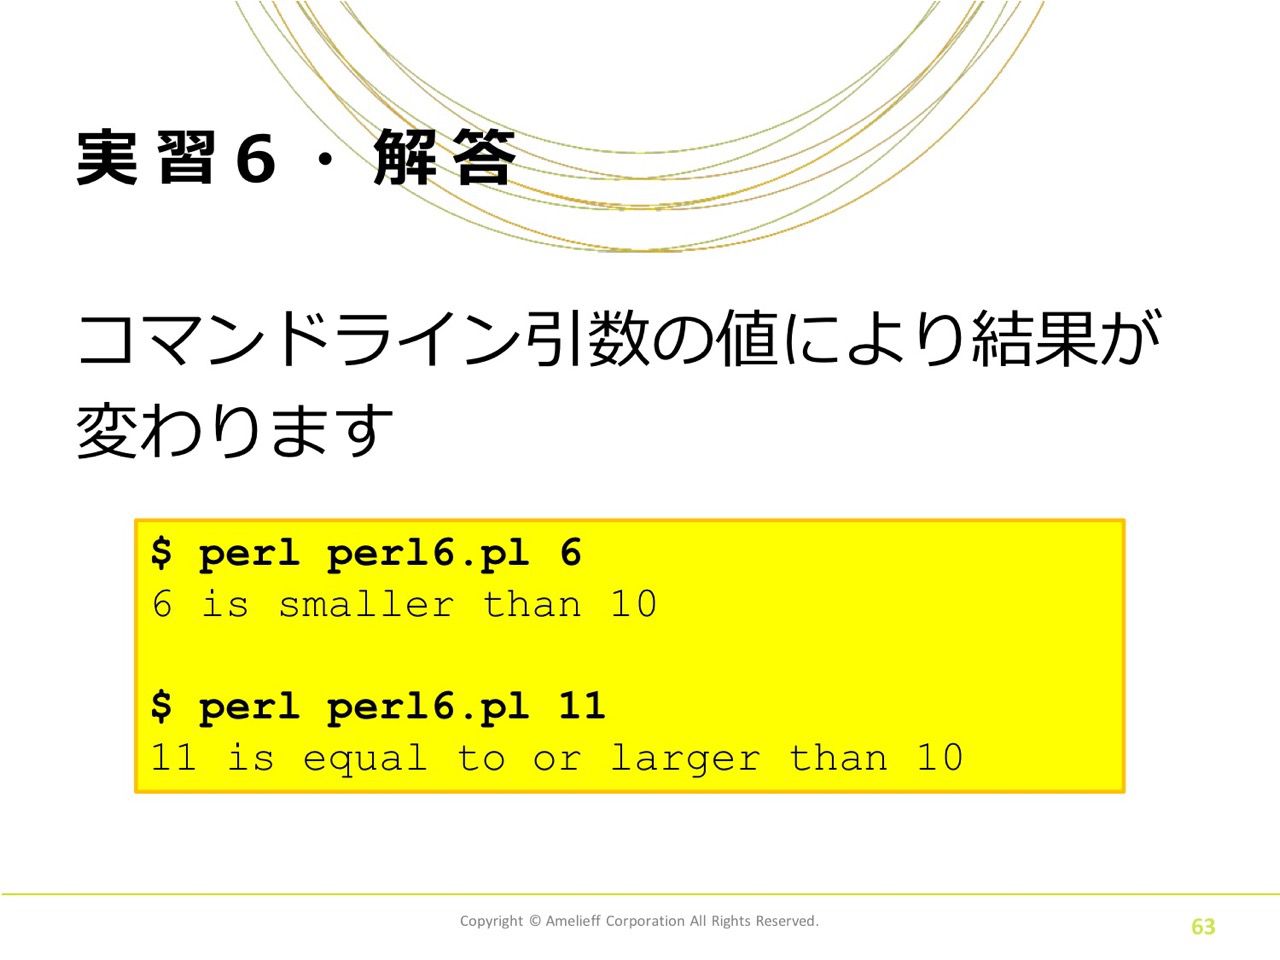 実習６・解答
コマンドライン引数の値により結果が
変わります
$ perl perl6.pl 6
6 is smaller than 10
$ perl perl6.pl 11
11 is equal to or larger than 10
Copyright © Amelieff Corporation All Rights Reserved.
63